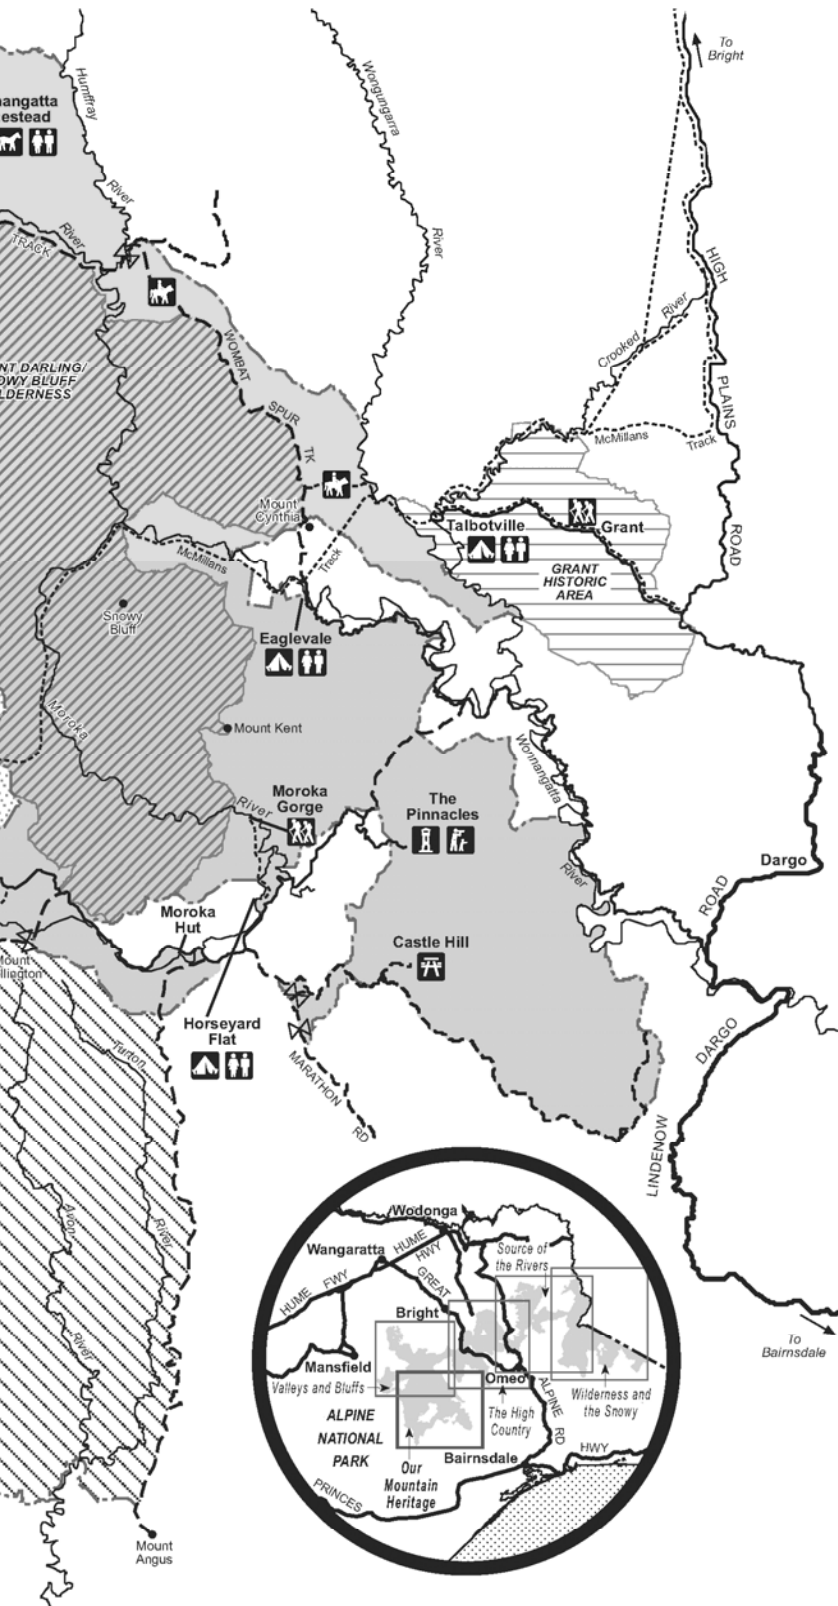 To
Bright
Humffray
River
Wongungarra
River
angatta
estead
River
TRACK
HIGH
PLAINS
ROAD
Crooked
River
McMillans
Track
WOMBAT
SPUR
TK
NT DARLING/
OWY BLUFF
LDERNESS
Mount
Cynthia
Talbotville
Grant
GRANT
HISTORIC
AREA
McMillans
Track
Snowy
Bluff
Eaglevale
Moroka
Mount Kent
Wonnangatta
River
Moroka
Gorge
River
The
Pinnacles
Dargo
ROAD
Moroka
Hut
Castle Hill
Mount
llington
Horseyard
Flat
MARATHON
RD
DARGO
LINDENOW
Turton
Avon
River
River
To
Bairnsdale
Mount
Angus
Wodonga
Wangaratta
HUME
HWY
HUME
FWY
GREAT
Source of
the Rivers
Bright
Mansfield
Valleys and Bluffs
Omeo
ALPINE
RD
Wilderness and
the Snowy
The High
Country
ALPINE
NATIONAL
PARK
Our
Mountain
Heritage
Bairnsdale
HWY
PRINCES